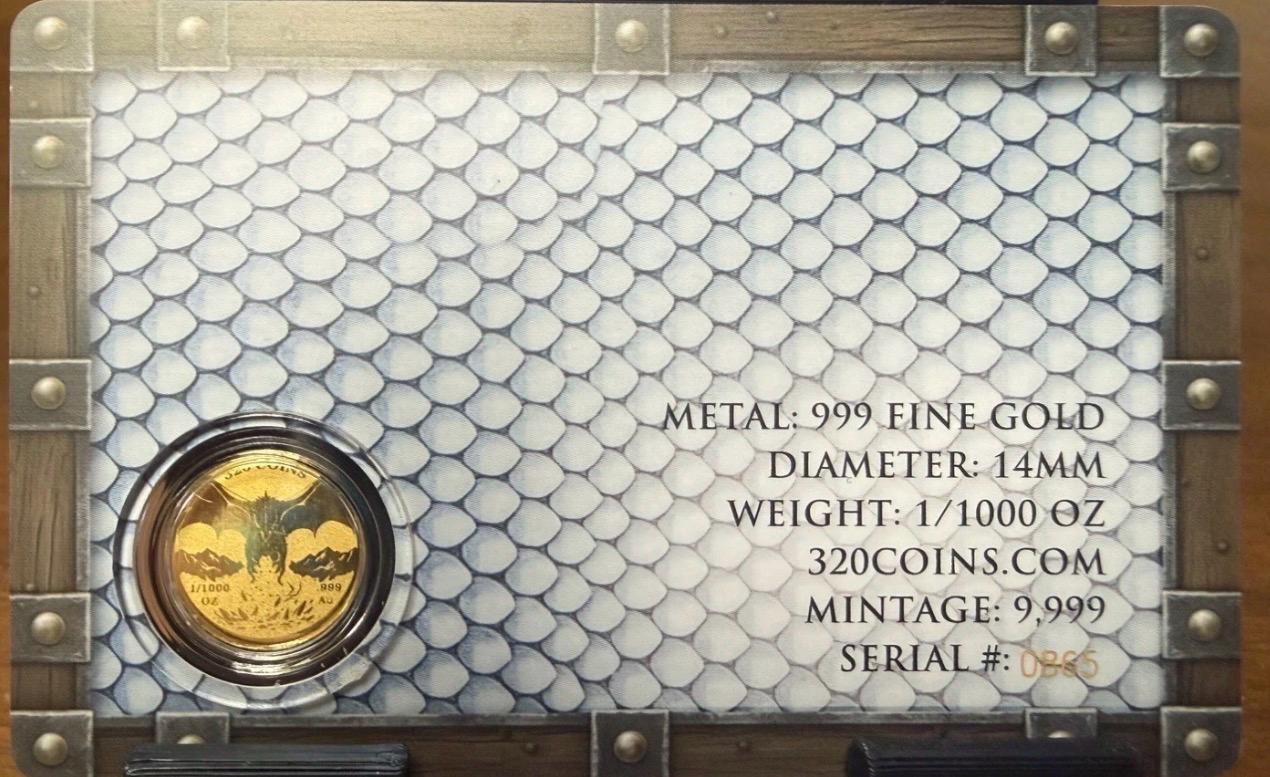 METAL: 999 FINE GOLD
DIAMETER: 14MM
WEIGHT: 1/1000 OZ
320COINS.COM
MINTAGE: 9,999
SERIAL #: 0865
320 COINS
1/1000
OZ
.999
AU